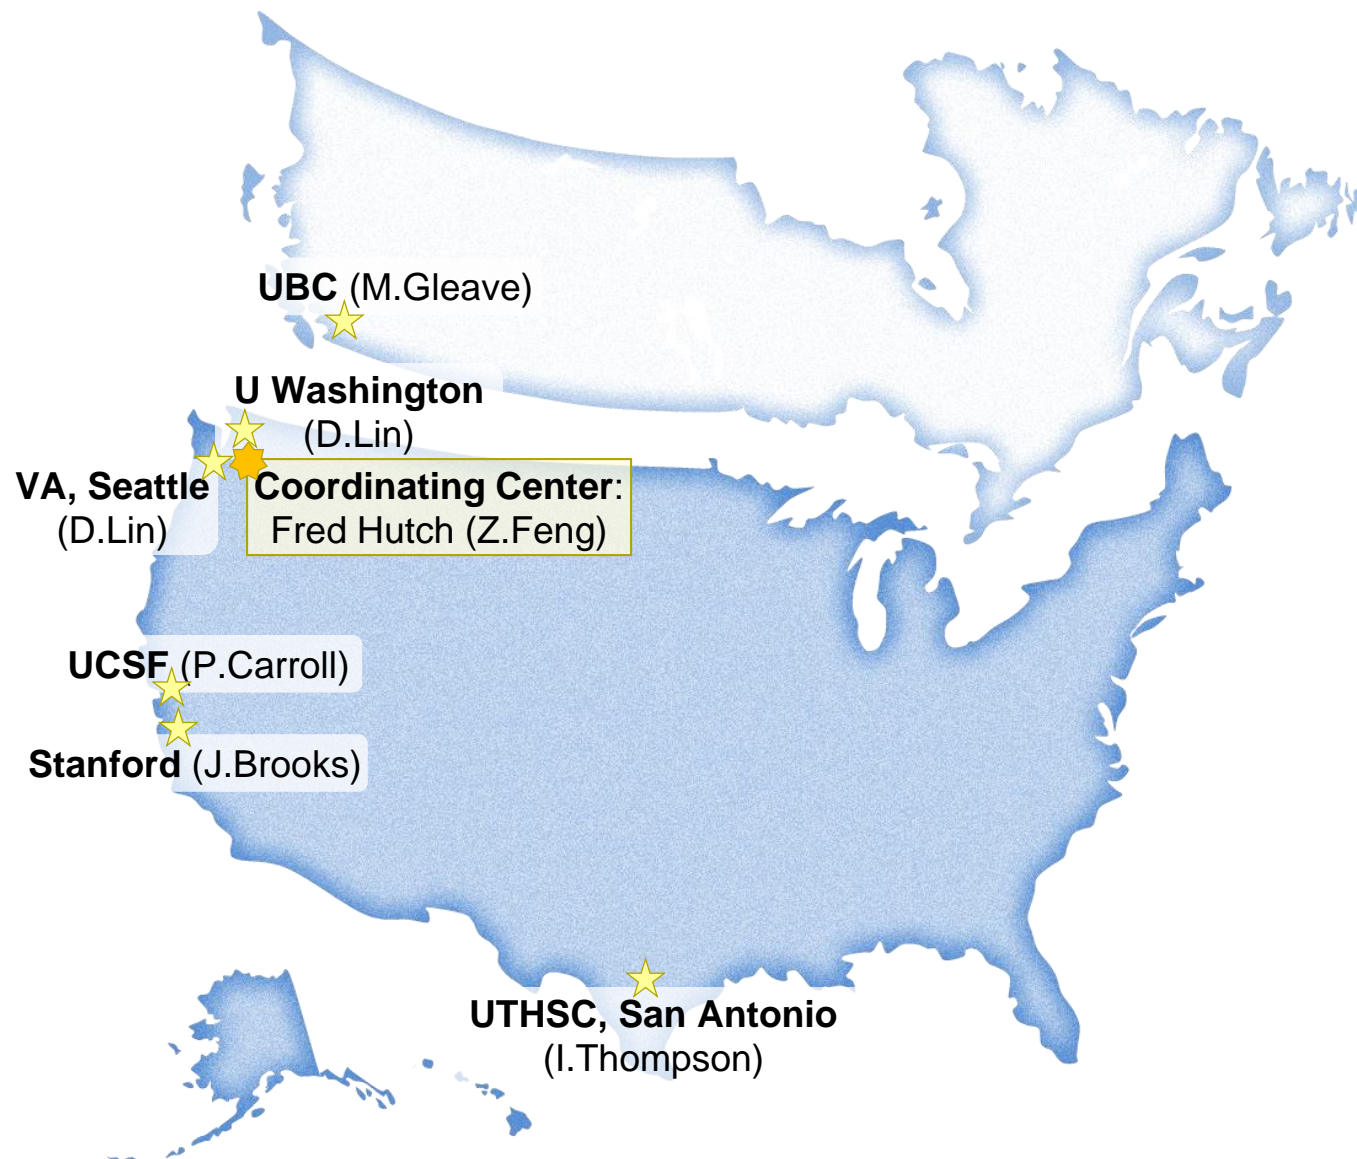 UBC (M.Gleave)
U Washington
(D.Lin)
VA, Seattle
(D.Lin)
Coordinating Center:
Fred Hutch (Z.Feng)
UCSF (P.Carroll)
Stanford (J.Brooks)
UTHSC, San Antonio
(I.Thompson)